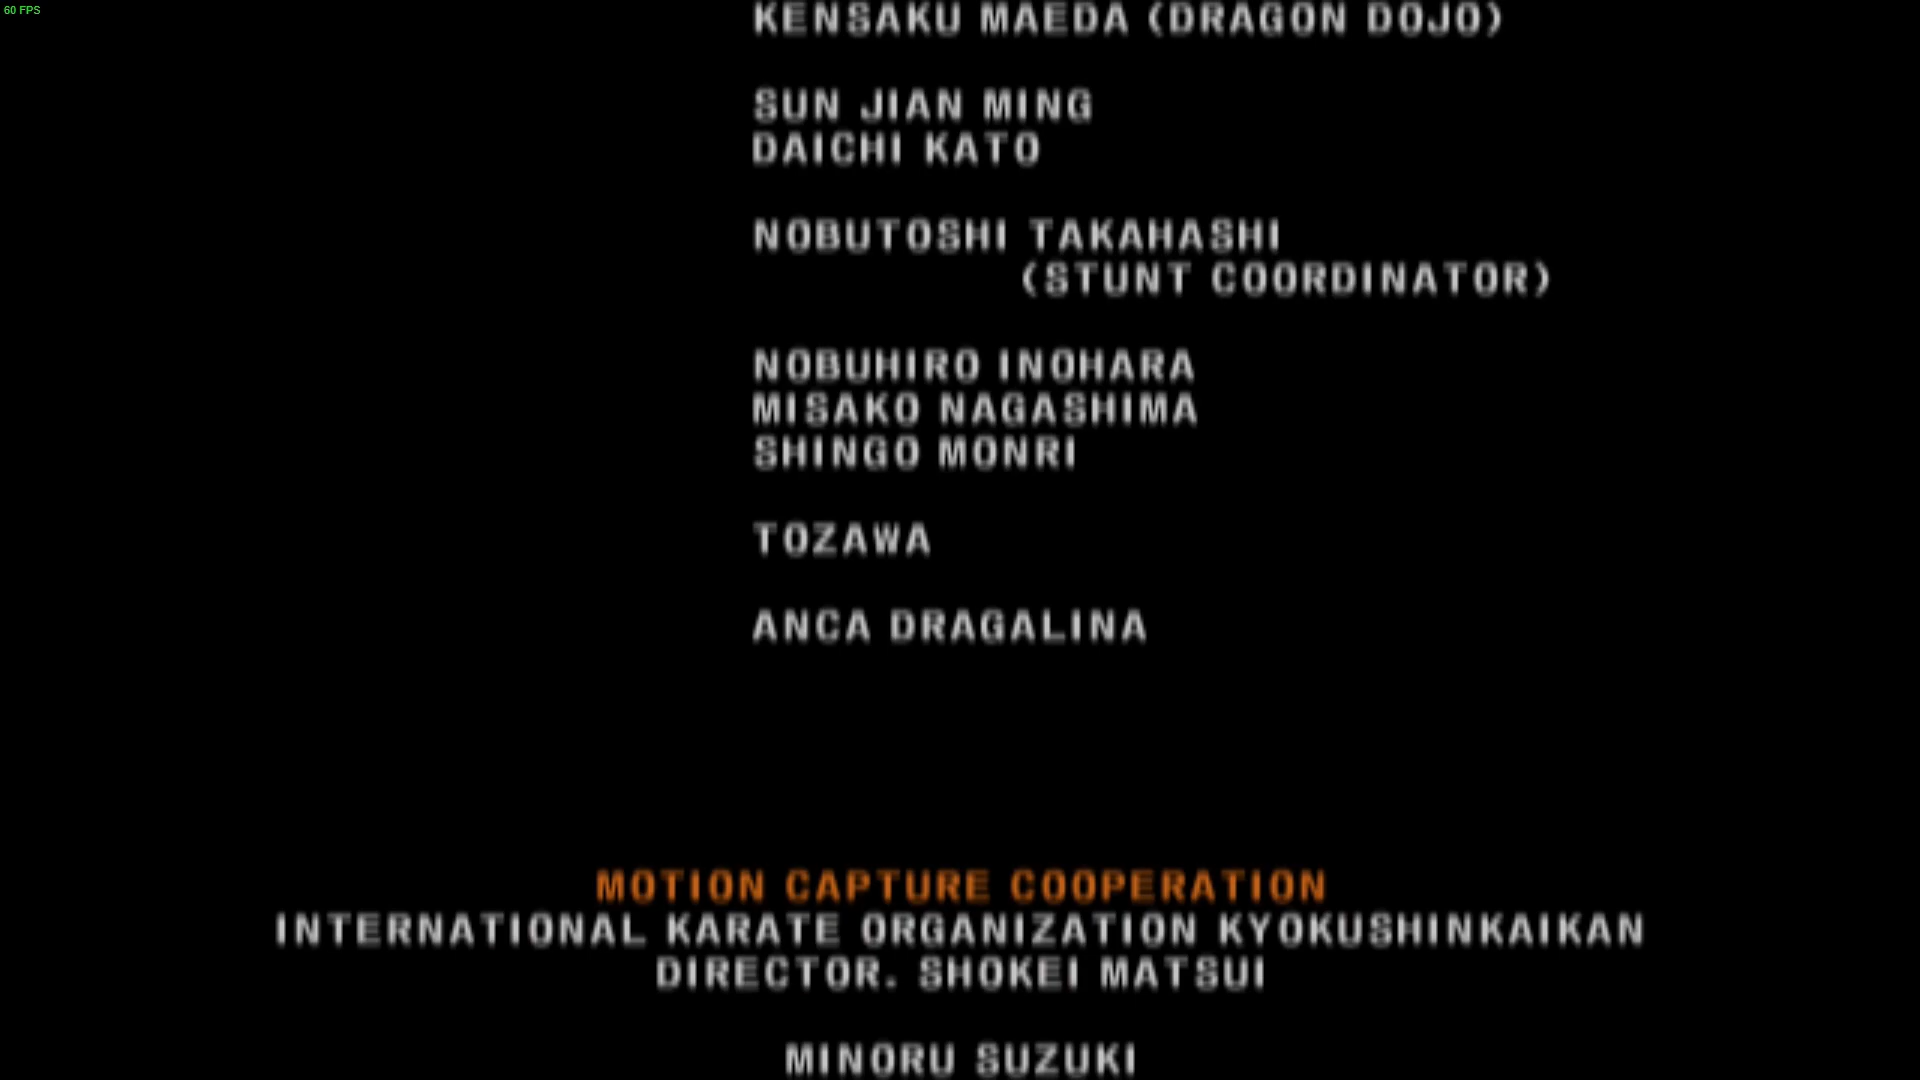 60 FPS
KENSAKU MAEDA (DRAGON DOJO)
SUN JIAN MING
DAICHI KATO
NOBUTOSHI TAKAHASHI
(STUNT COORDINATOR)
NOBUHIRO INOHARA
MISAKO NAGASHIMA
SHINGO MONRI
TOZAWA
ANCA DRAGALINA
MOTION CAPTURE COOPERATION
INTERNATIONAL KARATE ORGANIZATION KYOKUSHINKAIKAN
DIRECTOR. SHOKEI MATSUI
MINORU SUZUKI